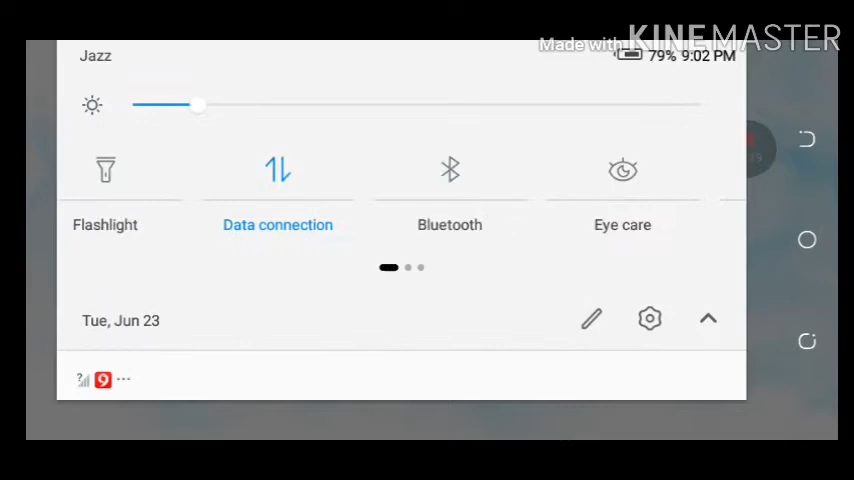 Made with KINEMASTER
Jazz
79% 9:02 PM
Flashlight
Data connection
Bluetooth
Eye care
Tue, Jun 23